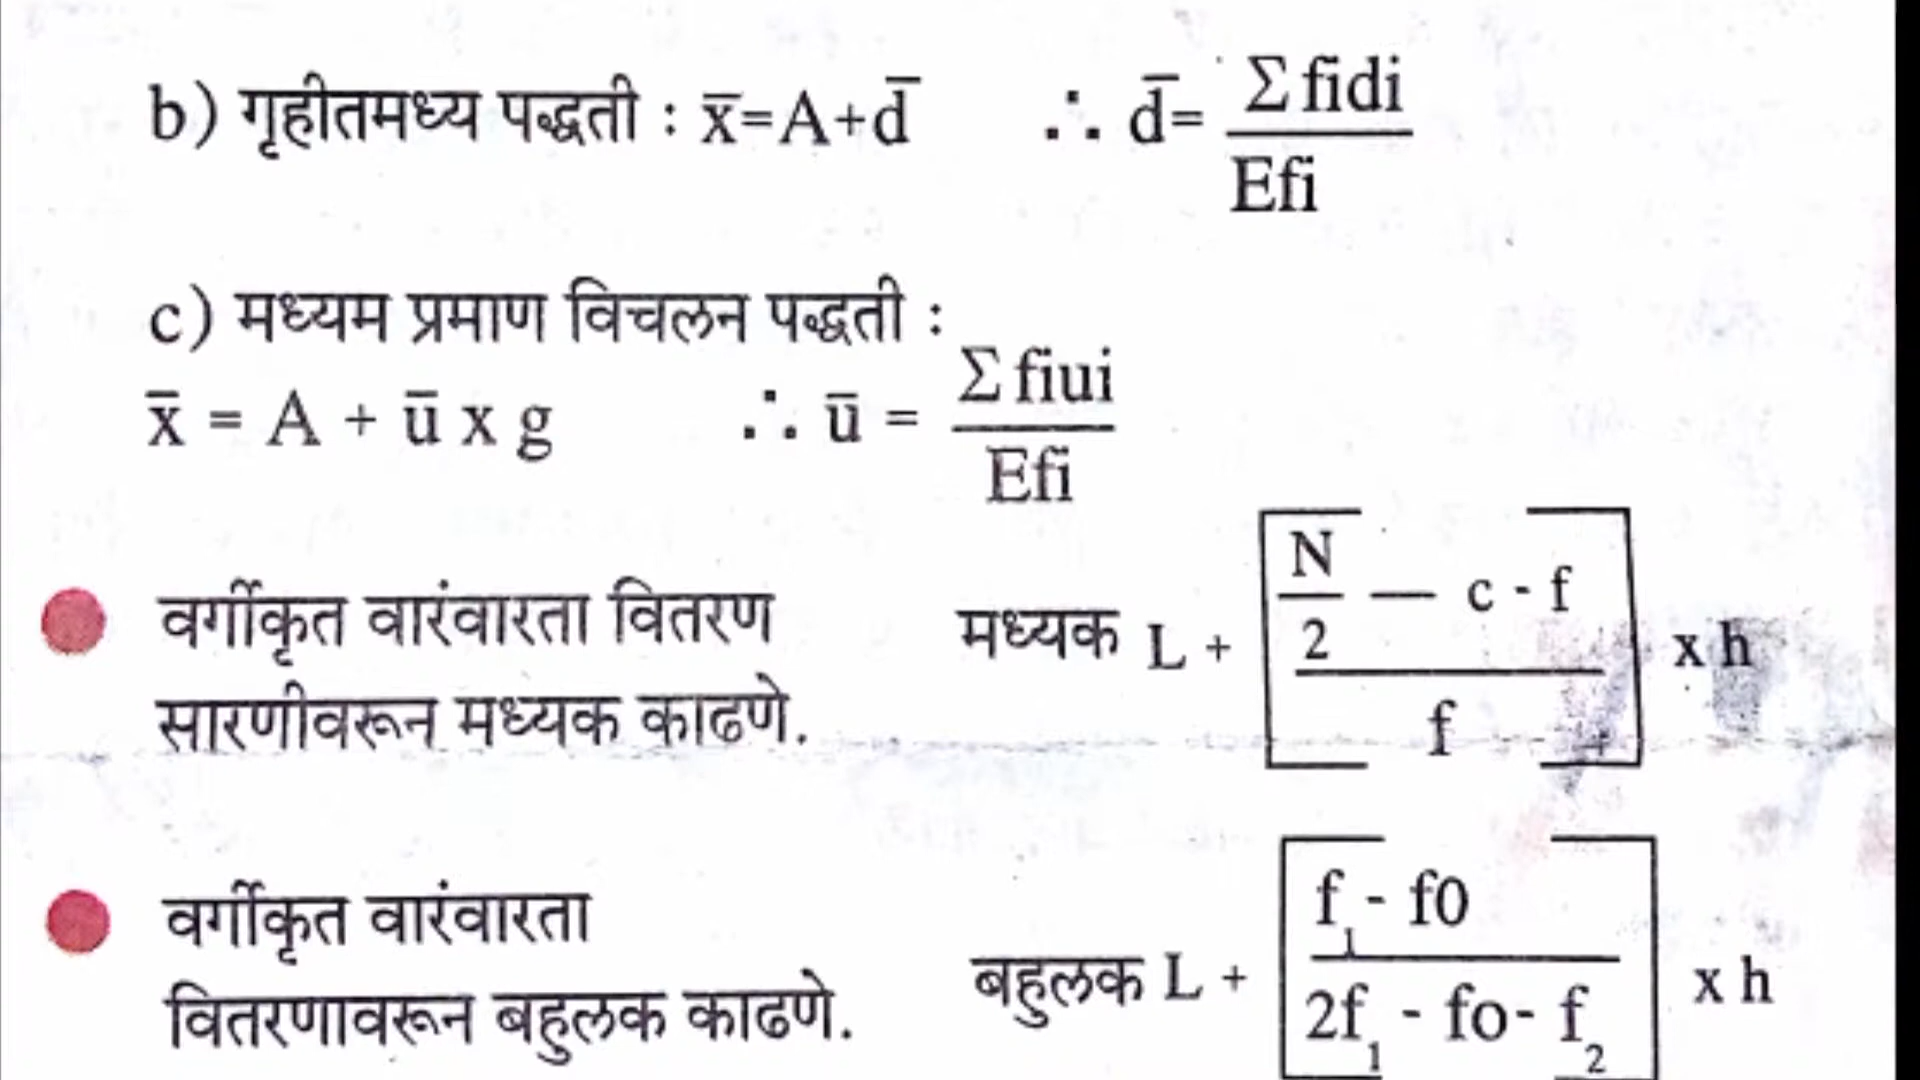 b) गृहीतमध्य पद्धती : x̄=A+d̄ ∴ d̄= Σfidi / Efi
c) मध्यम प्रमाण विचलन पद्धती :
x̄ = A + ū x g ∴ ū = Σfiui / Efi
वर्गीकृत वारंवारता वितरण
सारणीवरून मध्यक काढणे.
मध्यक L + [ (N/2 — c - f) / f ] x h
वर्गीकृत वारंवारता
वितरणावरून बहुलक काढणे.
बहुलक L + [ (f₁ - f0) / (2f₁ - fo- f₂) ] x h